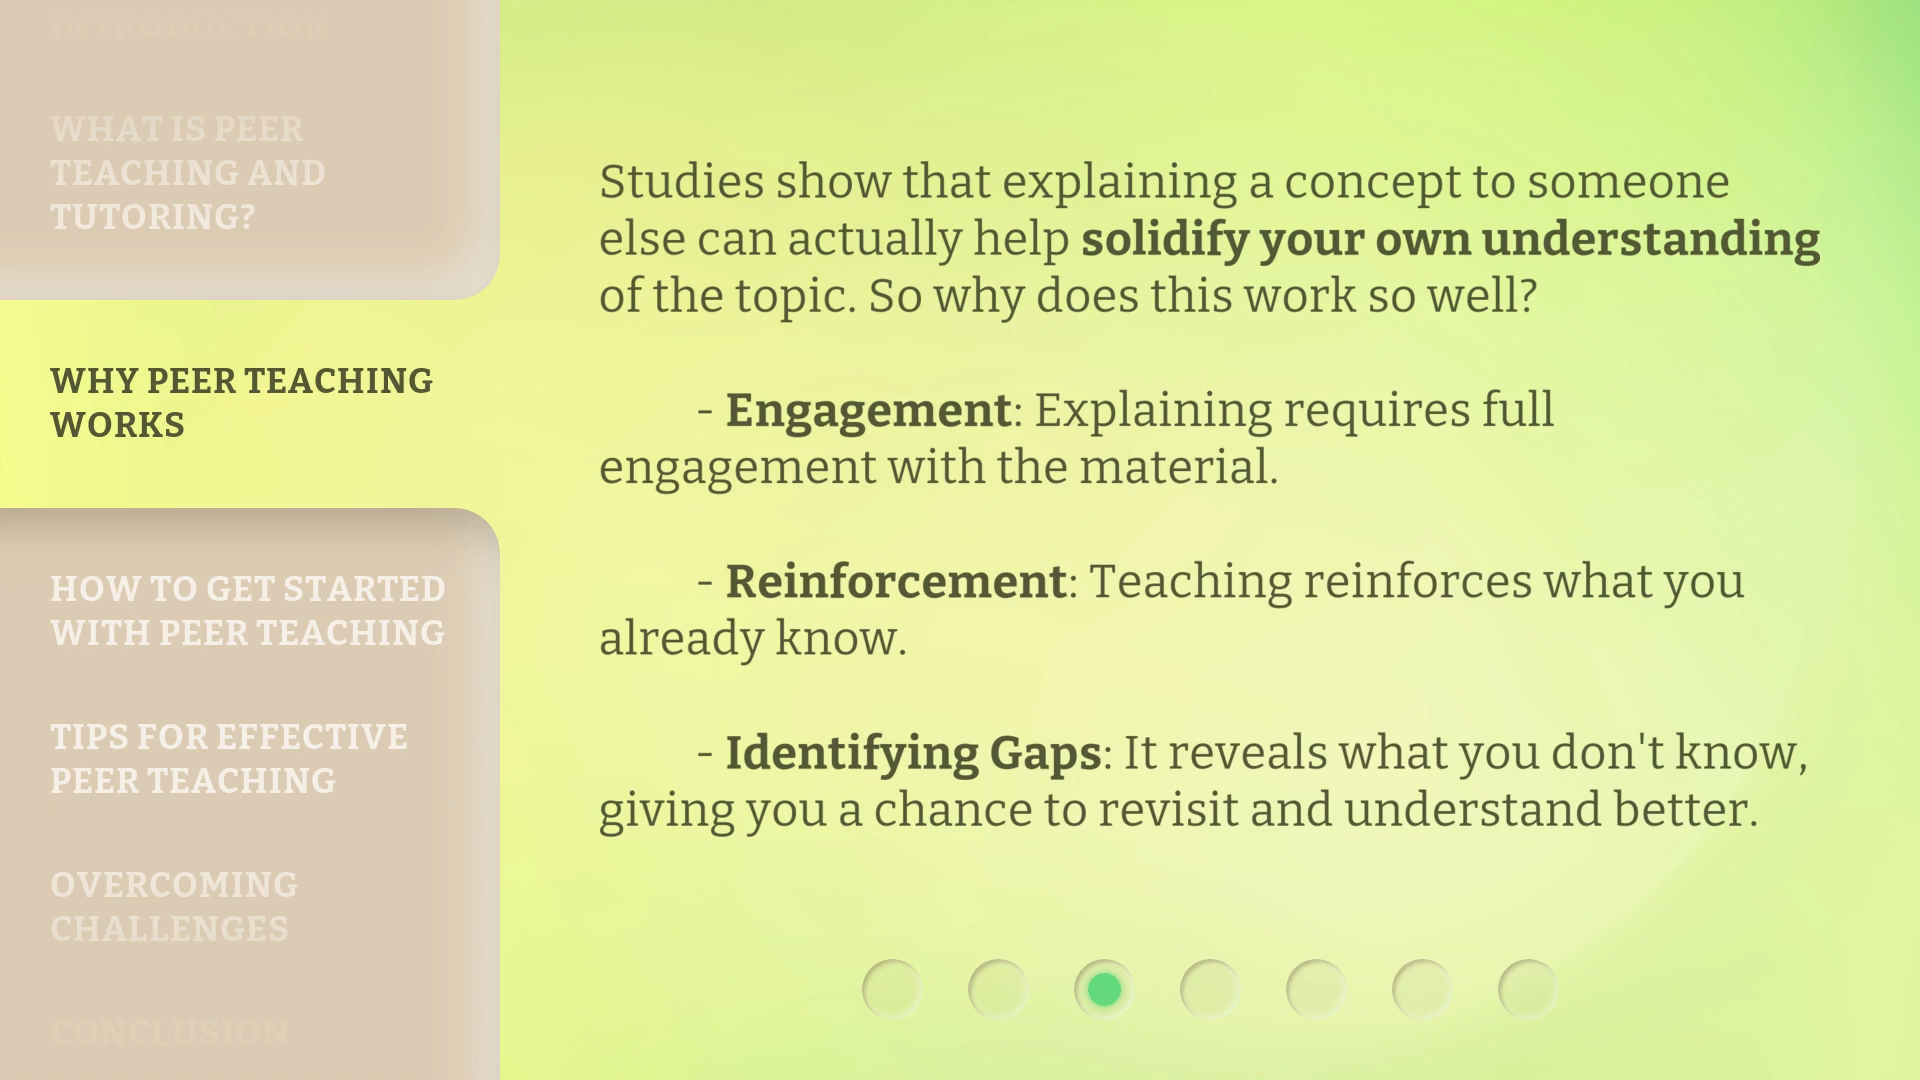 INTRODUCTION
WHAT IS PEER
TEACHING AND
TUTORING?
WHY PEER TEACHING
WORKS
HOW TO GET STARTED
WITH PEER TEACHING
TIPS FOR EFFECTIVE
PEER TEACHING
OVERCOMING
CHALLENGES
CONCLUSION
Studies show that explaining a concept to someone
else can actually help solidify your own understanding
of the topic. So why does this work so well?
- Engagement: Explaining requires full
engagement with the material.
- Reinforcement: Teaching reinforces what you
already know.
- Identifying Gaps: It reveals what you don't know,
giving you a chance to revisit and understand better.